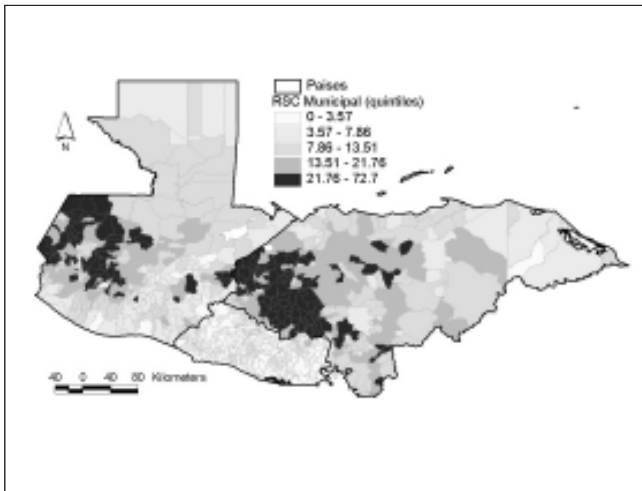 Paises
RSC Municipal (quintiles)
0 - 3.57
3.57 - 7.86
7.86 - 13.51
13.51 - 21.76
21.76 - 72.7
N
40 0 40 80 Kilometers